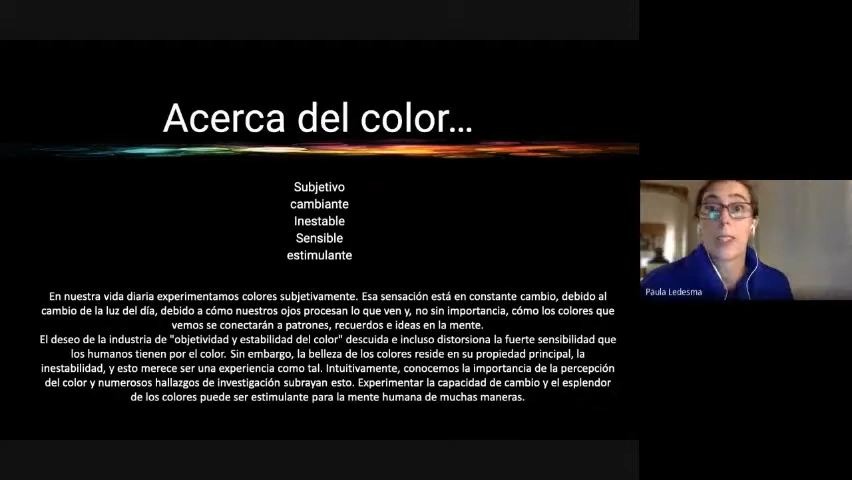 Acerca del color...
Subjetivo
cambiante
Inestable
Sensible
estimulante
En nuestra vida diaria experimentamos colores subjetivamente. Esa sensación está en constante cambio, debido al
cambio de la luz del día, debido a cómo nuestros ojos procesan lo que ven y, no sin importancia, cómo los colores que
vemos se conectarán a patrones, recuerdos e ideas en la mente.
El deseo de la industria de "objetividad y estabilidad del color" descuida e incluso distorsiona la fuerte sensibilidad que
los humanos tienen por el color. Sin embargo, la belleza de los colores reside en su propiedad principal, la
inestabilidad, y esto merece ser una experiencia como tal. Intuitivamente, conocemos la importancia de la percepción
del color y numerosos hallazgos de investigación subrayan esto. Experimentar la capacidad de cambio y el esplendor
de los colores puede ser estimulante para la mente humana de muchas maneras.
Paula Ledesma